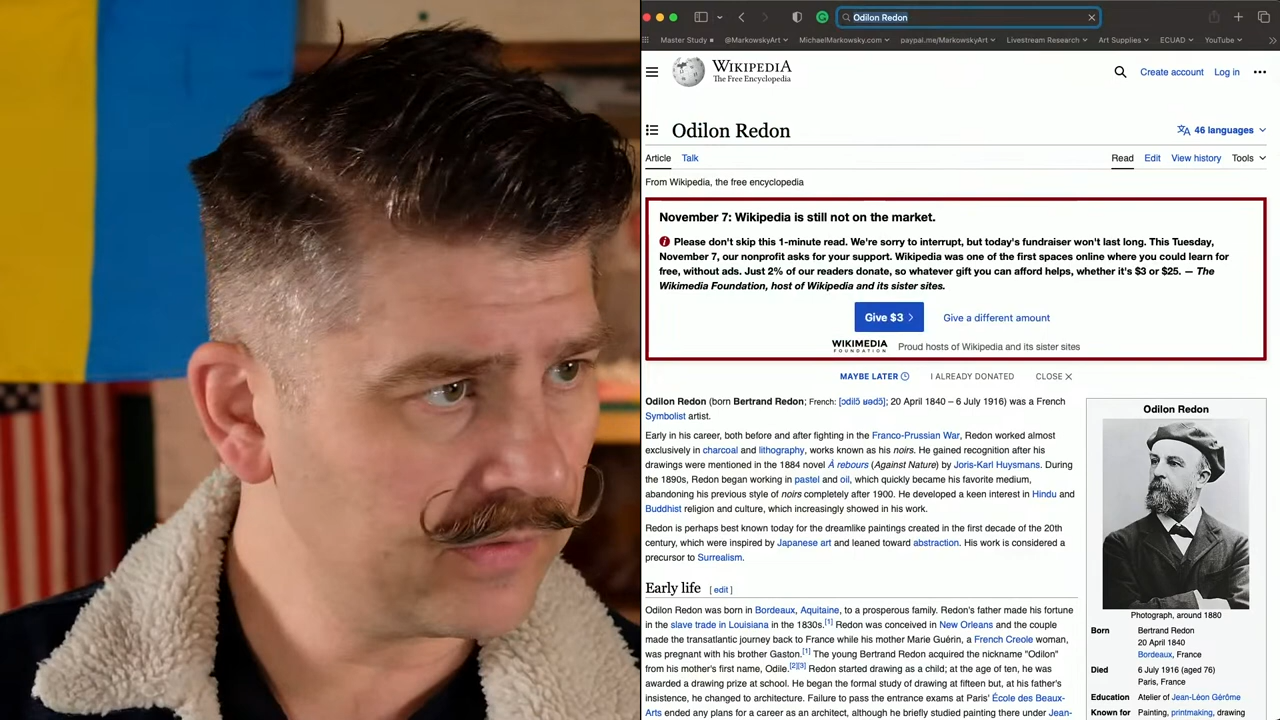 Odilon Redon
Master Study
@MarkowskyArt
MichaelMarkowsky.com
paypal.me/MarkowskyArt
Livestream Research
Art Supplies
ECUAD
YouTube
WIKIPEDIA
The Free Encyclopedia
Create account
Log in
Odilon Redon
46 languages
Article
Talk
Read
Edit
View history
Tools
From Wikipedia, the free encyclopedia
November 7: Wikipedia is still not on the market.
Please don't skip this 1-minute read. We're sorry to interrupt, but today's fundraiser won't last long. This Tuesday,
November 7, our nonprofit asks for your support. Wikipedia was one of the first spaces online where you could learn for
free, without ads. Just 2% of our readers donate, so whatever gift you can afford helps, whether it's $3 or $25. — The
Wikimedia Foundation, host of Wikipedia and its sister sites.
Give $3
Give a different amount
WIKIMEDIA
FOUNDATION
Proud hosts of Wikipedia and its sister sites
MAYBE LATER
I ALREADY DONATED
CLOSE
Odilon Redon (born Bertrand Redon; French: [ɔdilɔ̃ ʁədɔ̃]; 20 April 1840 – 6 July 1916) was a French
Symbolist artist.
Early in his career, both before and after fighting in the Franco-Prussian War, Redon worked almost
exclusively in charcoal and lithography, works known as his noirs. He gained recognition after his
drawings were mentioned in the 1884 novel À rebours (Against Nature) by Joris-Karl Huysmans. During
the 1890s, Redon began working in pastel and oil, which quickly became his favorite medium,
abandoning his previous style of noirs completely after 1900. He developed a keen interest in Hindu and
Buddhist religion and culture, which increasingly showed in his work.
Redon is perhaps best known today for the dreamlike paintings created in the first decade of the 20th
century, which were inspired by Japanese art and leaned toward abstraction. His work is considered a
precursor to Surrealism.
Early life [ edit ]
Odilon Redon was born in Bordeaux, Aquitaine, to a prosperous family. Redon's father made his fortune
in the slave trade in Louisiana in the 1830s.[1] Redon was conceived in New Orleans and the couple
made the transatlantic journey back to France while his mother Marie Guérin, a French Creole woman,
was pregnant with his brother Gaston.[1] The young Bertrand Redon acquired the nickname "Odilon"
from his mother's first name, Odile.[2][3] Redon started drawing as a child; at the age of ten, he was
awarded a drawing prize at school. He began the formal study of drawing at fifteen but, at his father's
insistence, he changed to architecture. Failure to pass the entrance exams at Paris' École des Beaux-
Arts ended any plans for a career as an architect, although he briefly studied painting there under Jean-
Odilon Redon
Photograph, around 1880
Born
Bertrand Redon
20 April 1840
Bordeaux, France
Died
6 July 1916 (aged 76)
Paris, France
Education
Atelier of Jean-Léon Gérôme
Known for
Painting, printmaking, drawing